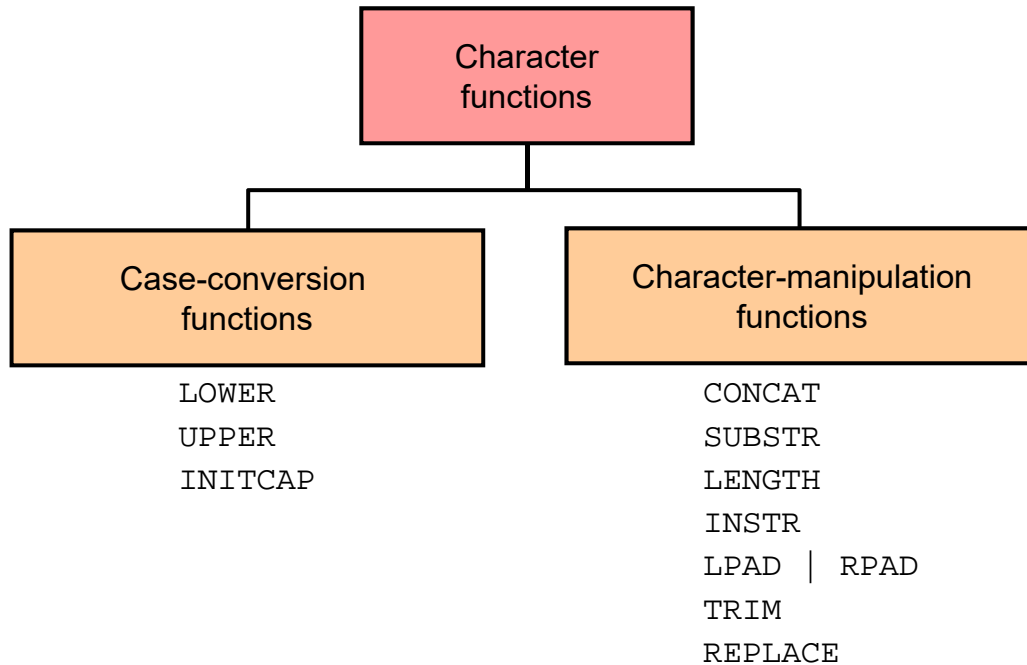 Character
functions
Case-conversion
functions
Character-manipulation
functions
LOWER
UPPER
INITCAP
CONCAT
SUBSTR
LENGTH
INSTR
LPAD | RPAD
TRIM
REPLACE